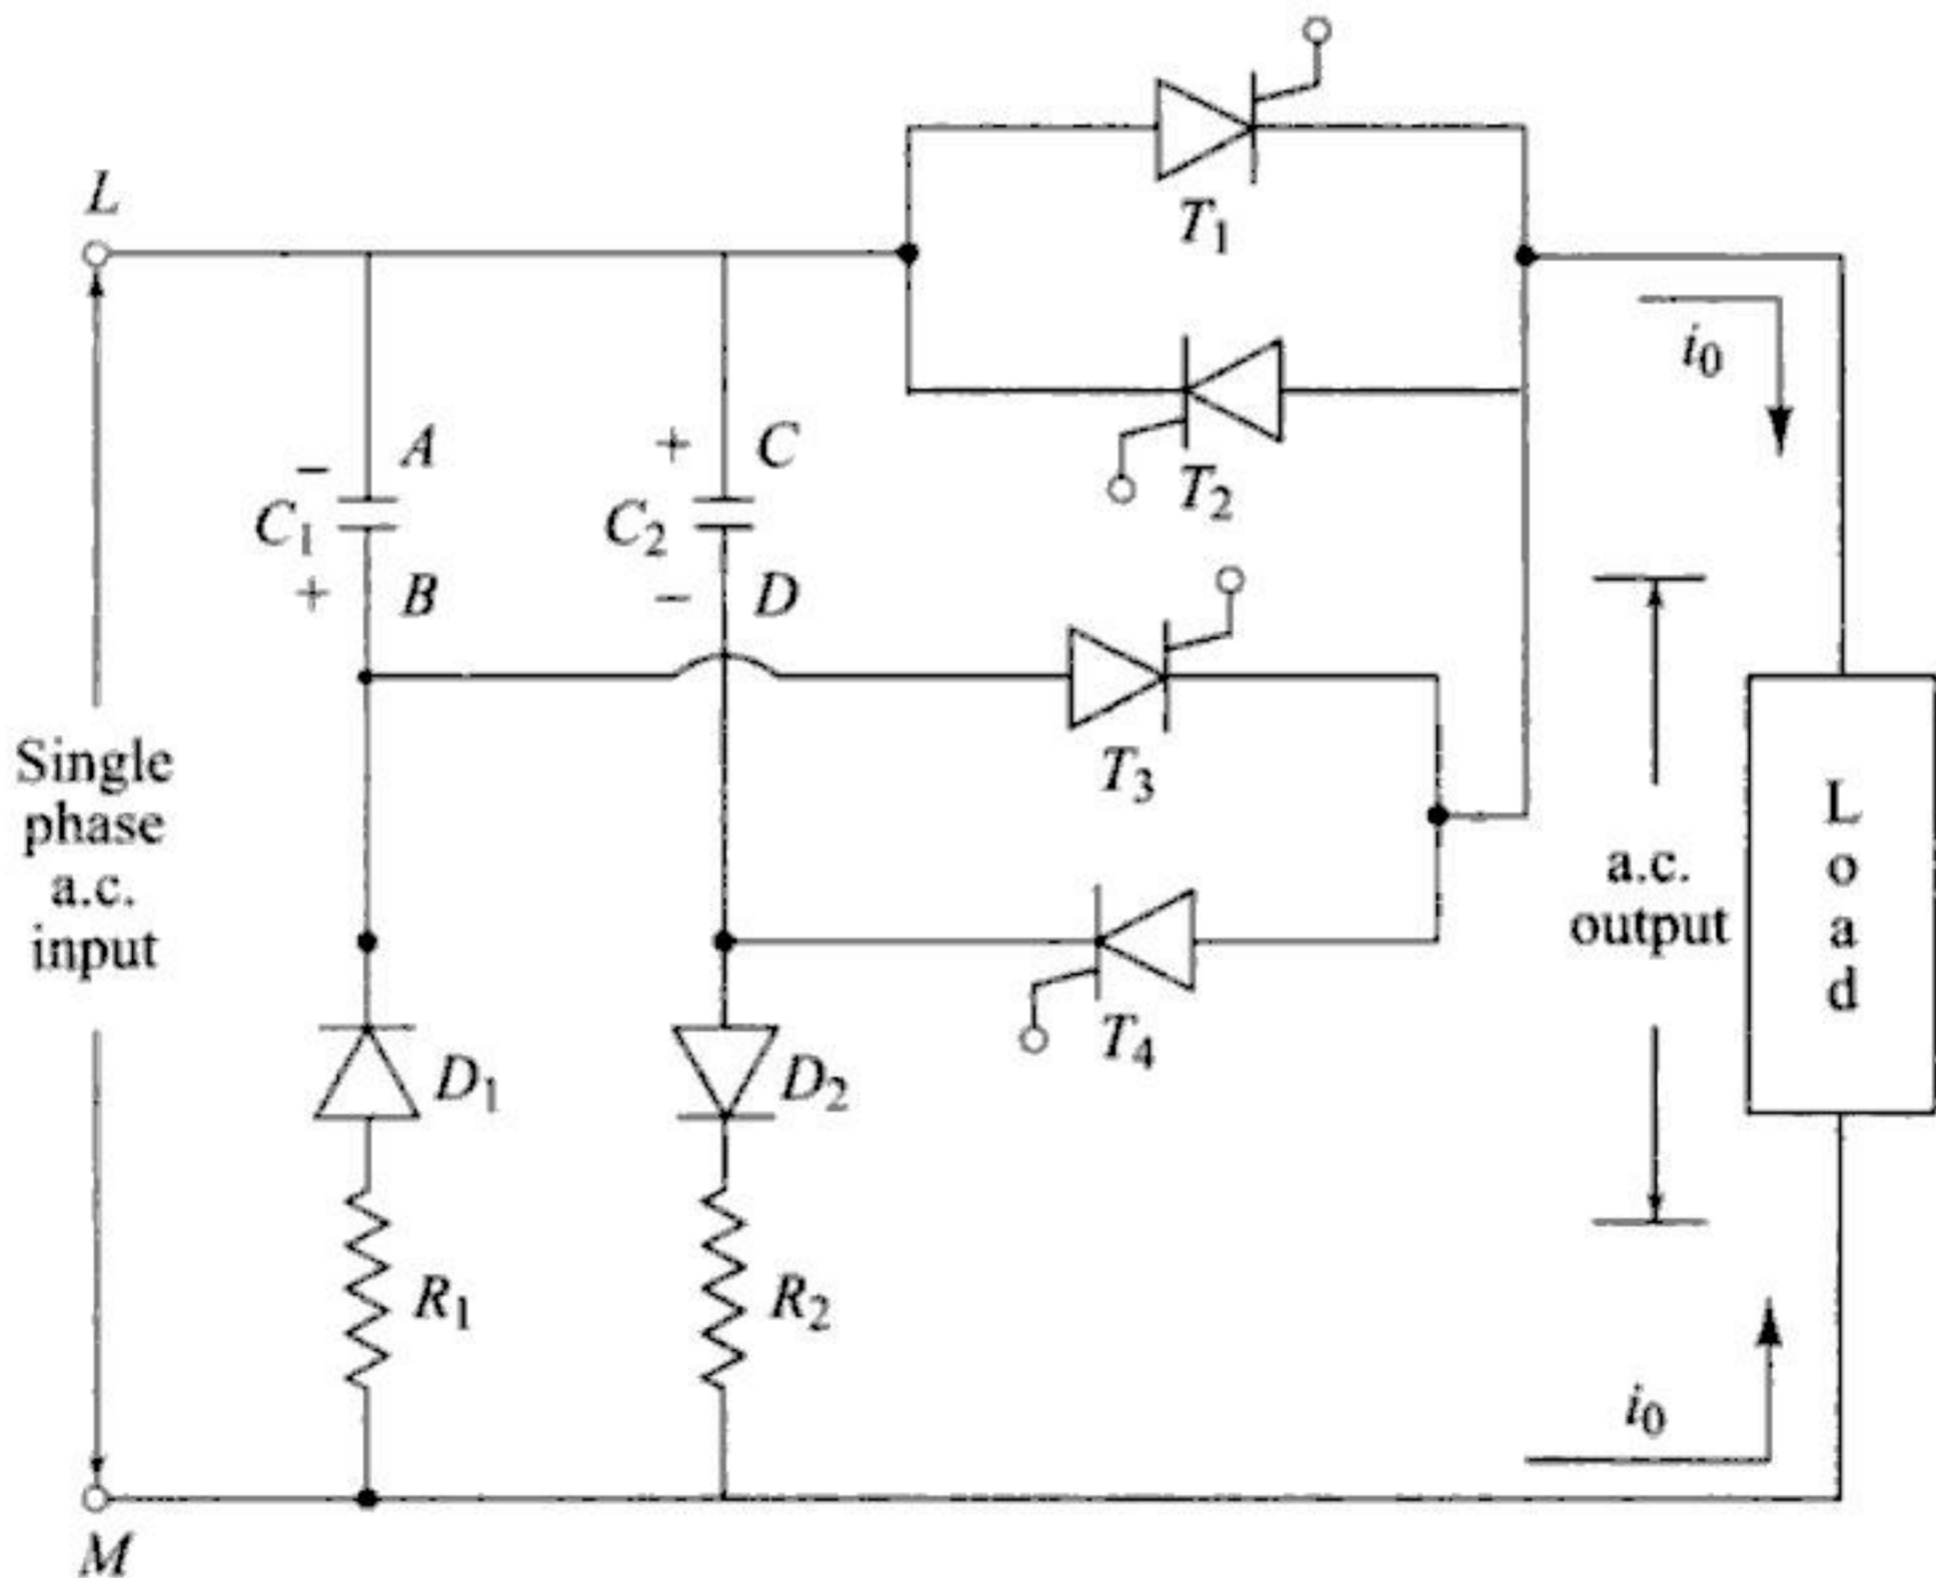 L
T1
i0
T2
− A
+ C
C1
C2
+ B
− D
T3
Single
phase
a.c.
input
L
o
a
d
a.c.
output
T4
D1
D2
R1
R2
i0
M